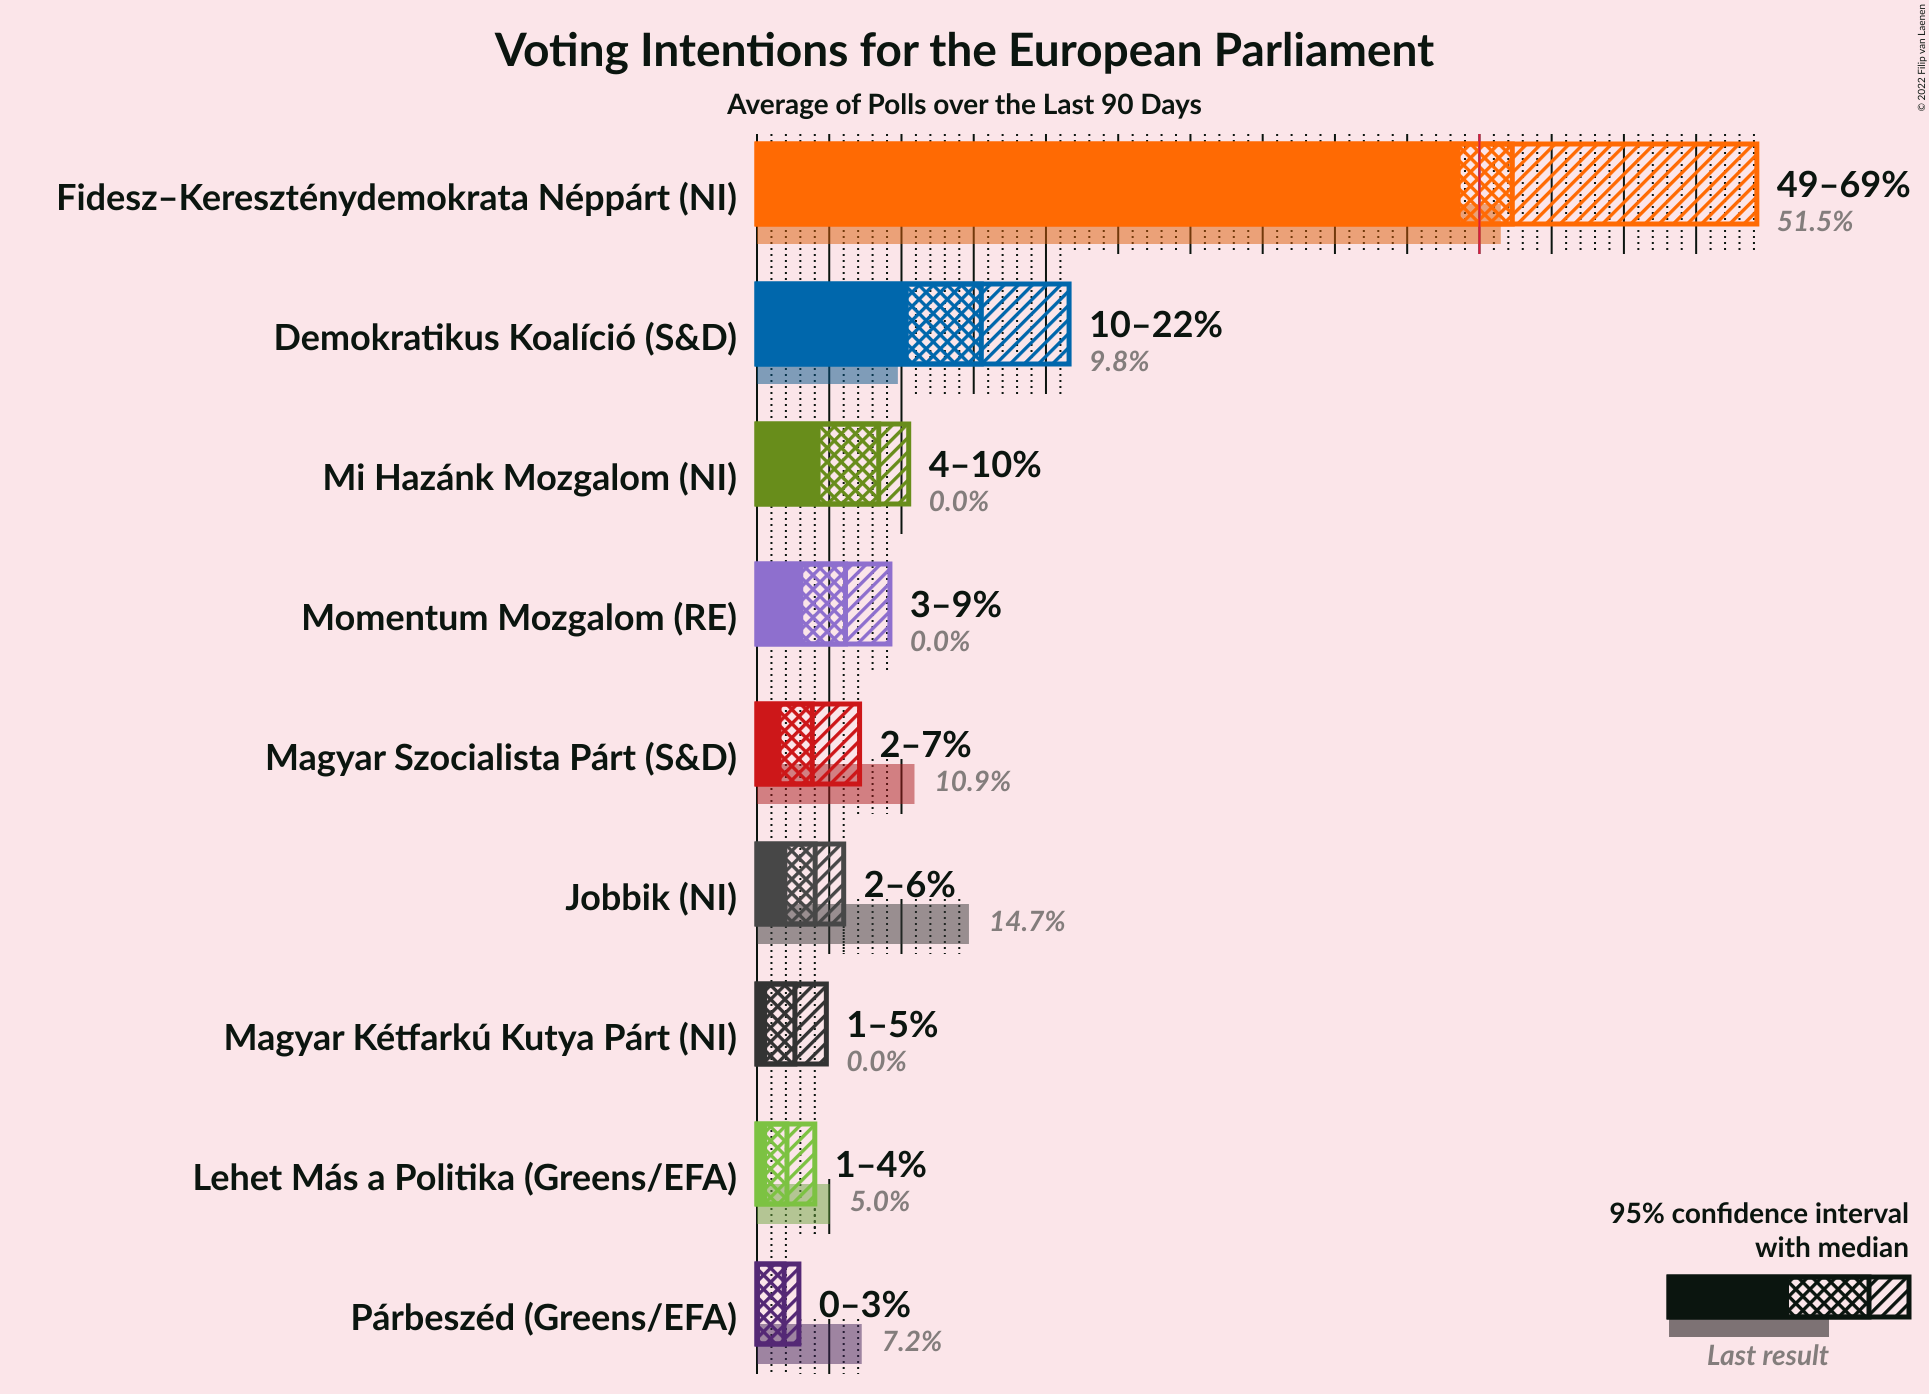 Voting Intentions for the European Parliament
Average of Polls over the Last 90 Days
© 2022 Filip van Laenen
Fidesz–Kereszténydemokrata Néppárt (NI)
49–69%
51.5%
Demokratikus Koalíció (S&D)
10–22%
9.8%
Mi Hazánk Mozgalom (NI)
4–10%
0.0%
Momentum Mozgalom (RE)
3–9%
0.0%
Magyar Szocialista Párt (S&D)
2–7%
10.9%
Jobbik (NI)
2–6%
14.7%
Magyar Kétfarkú Kutya Párt (NI)
1–5%
0.0%
Lehet Más a Politika (Greens/EFA)
1–4%
5.0%
Párbeszéd (Greens/EFA)
0–3%
7.2%
95% confidence interval
with median
Last result